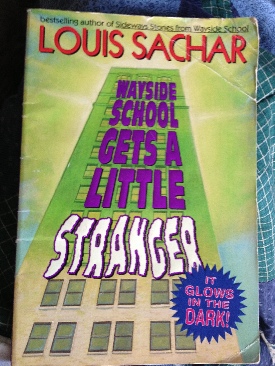 bestselling author of Sideways Stories from Wayside School
LOUIS SACHAR
WAYSIDE
SCHOOL
GETS A
LITTLE
STRANGER
IT
GLOWS
IN THE
DARK!